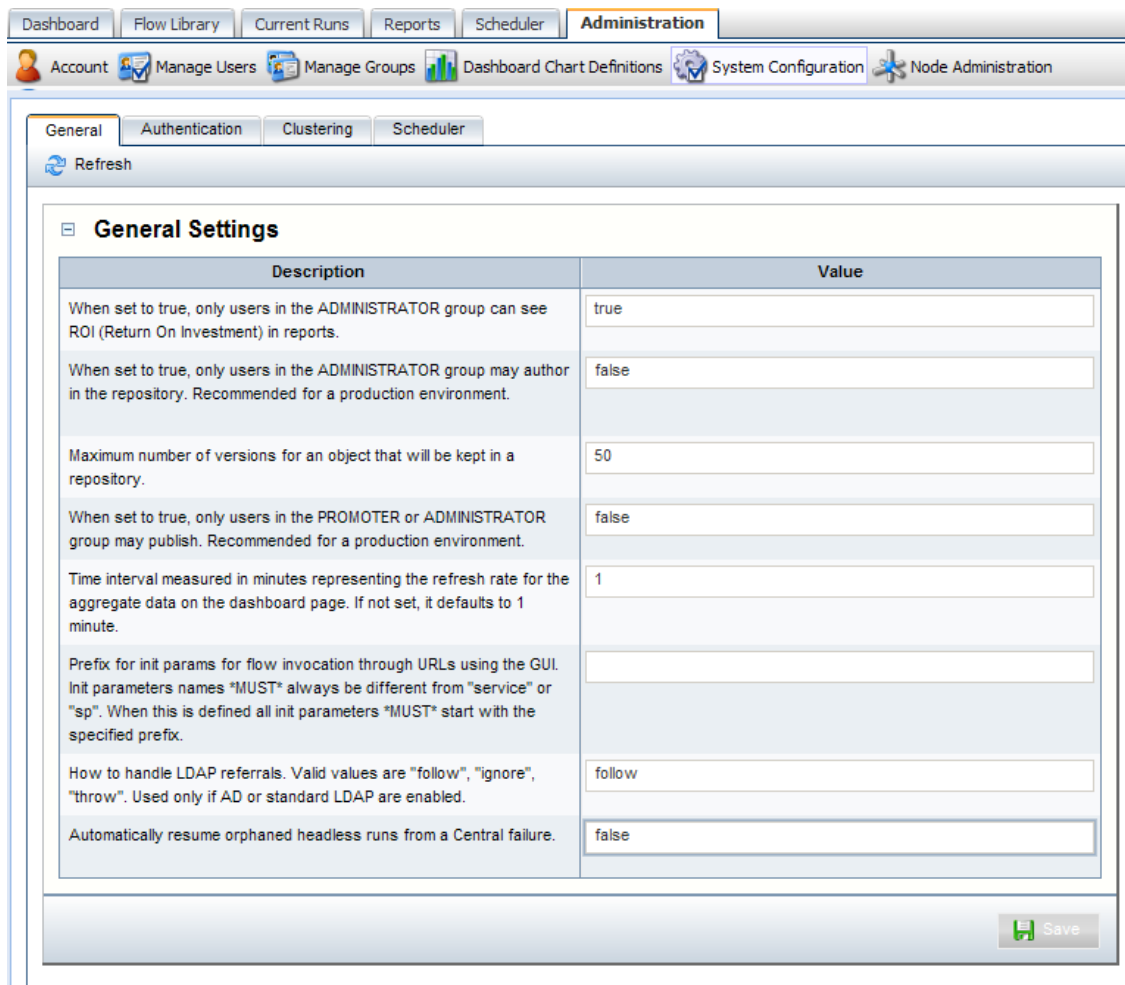 Dashboard Flow Library Current Runs Reports Scheduler Administration
Account Manage Users Manage Groups Dashboard Chart Definitions System Configuration Node Administration
General Authentication Clustering Scheduler
Refresh
General Settings
Description Value
When set to true, only users in the ADMINISTRATOR group can see true
ROI (Return On Investment) in reports.
When set to true, only users in the ADMINISTRATOR group may author false
in the repository. Recommended for a production environment.
Maximum number of versions for an object that will be kept in a 50
repository.
When set to true, only users in the PROMOTER or ADMINISTRATOR false
group may publish. Recommended for a production environment.
Time interval measured in minutes representing the refresh rate for the 1
aggregate data on the dashboard page. If not set, it defaults to 1
minute.
Prefix for init params for flow invocation through URLs using the GUI.
Init parameters names *MUST* always be different from "service" or
"sp". When this is defined all init parameters *MUST* start with the
specified prefix.
How to handle LDAP referrals. Valid values are "follow", "ignore", follow
"throw". Used only if AD or standard LDAP are enabled.
Automatically resume orphaned headless runs from a Central failure. false
Save